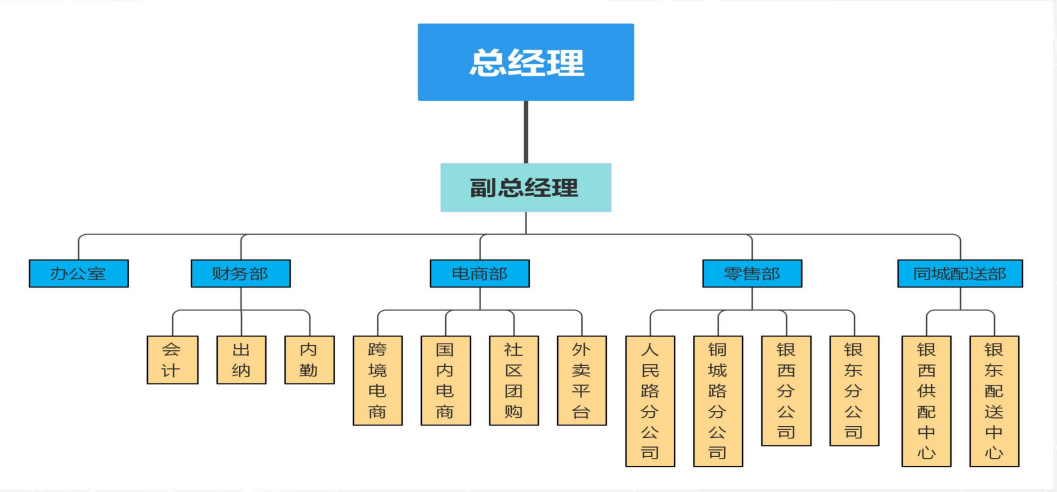 总经理
副总经理
办公室
财务部
电商部
零售部
同城配送部
会计
出纳
内勤
跨境电商
国内电商
社区团购
外卖平台
人民路分公司
铜城路分公司
银西分公司
银东分公司
银西供配中心
银东配送中心